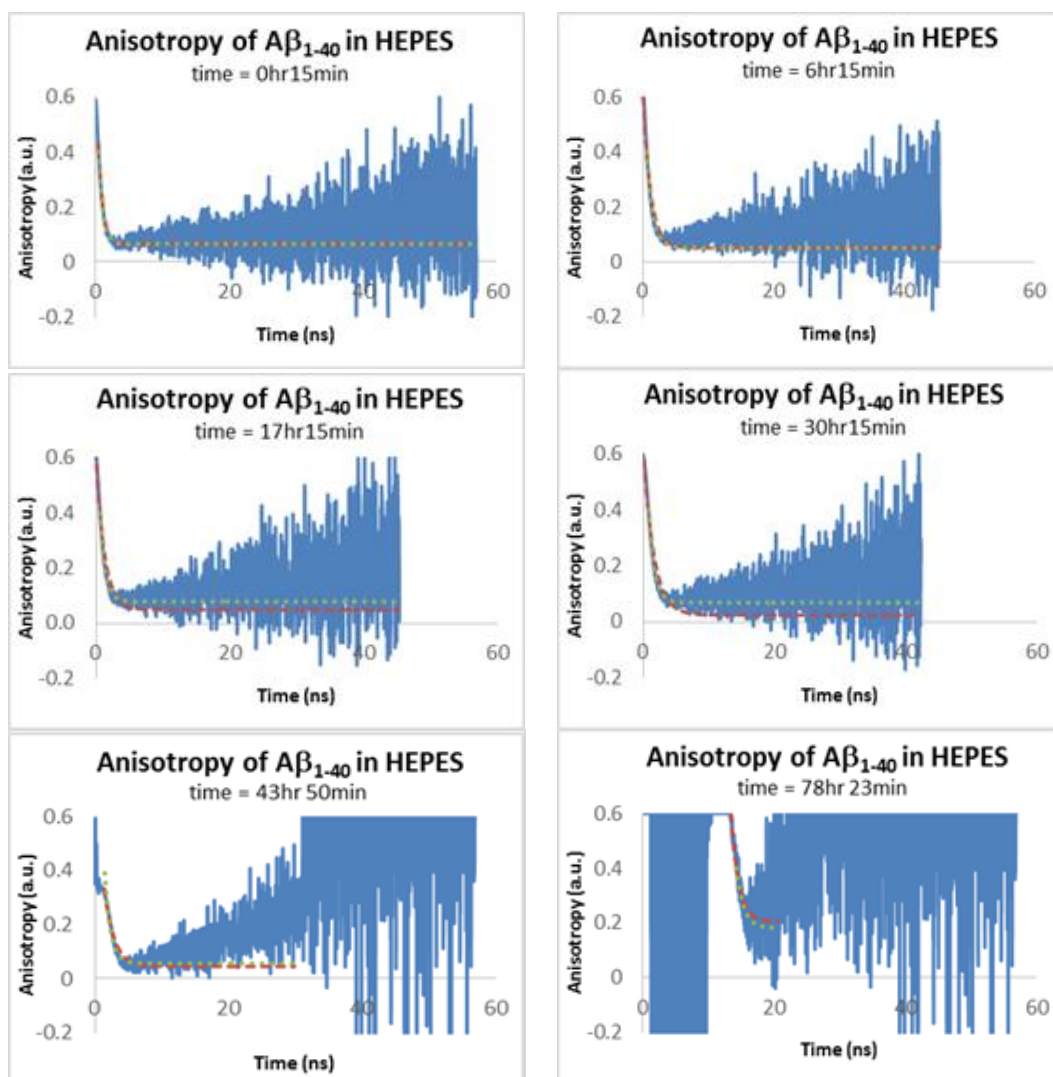 Anisotropy of Aβ1-40 in HEPES
time = 0hr15min
0.6
0.4
0.2
0
-0.2
0
20
40
60
Anisotropy (a.u.)
Time (ns)
Anisotropy of Aβ1-40 in HEPES
time = 6hr15min
0.6
0.4
0.2
0
-0.2
0
20
40
60
Anisotropy (a.u.)
Time (ns)
Anisotropy of Aβ1-40 in HEPES
time = 17hr15min
0.6
0.4
0.2
0.0
-0.2
0
20
40
60
Anisotropy (a.u.)
Time (ns)
Anisotropy of Aβ1-40 in HEPES
time = 30hr15min
0.6
0.4
0.2
0.0
-0.2
0
20
40
60
Anisotropy (a.u.)
Time (ns)
Anisotropy of Aβ1-40 in HEPES
time = 43hr 50min
0.6
0.4
0.2
0
-0.2
0
20
40
60
Anisotropy (a.u.)
Time (ns)
Anisotropy of Aβ1-40 in HEPES
time = 78hr 23min
0.6
0.4
0.2
0
-0.2
0
20
40
60
Anisotropy (a.u.)
Time (ns)